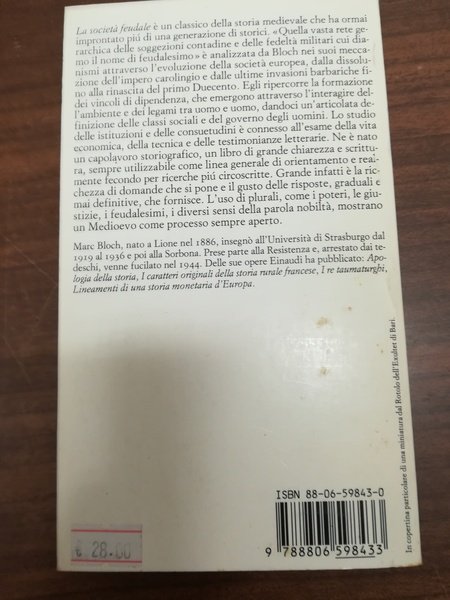 La società feudale è un classico della storia medievale che ha ormai
improntato piú di una generazione di storici. «Quella vasta rete ge-
rarchica delle soggezioni contadine e delle fedeltà militari cui dia-
mo il nome di feudalesimo» è analizzata da Bloch nei suoi mecca-
nismi attraverso l'evoluzione della società europea, dalla dissolu-
zione dell'impero carolingio e dalle ultime invasioni barbariche fi-
no alla rinascita del primo Duecento. Egli ripercorre la formazione
dei vincoli di dipendenza, che emergono attraverso l'interagire del-
l'ambiente e dei legami tra uomo e uomo, dandoci un'articolata de-
finizione delle classi sociali e del governo degli uomini. Lo studio
delle istituzioni e delle consuetudini è connesso all'esame della vita
economica, della tecnica e delle testimonianze letterarie. Ne è nato
un capolavoro storiografico, un libro di grande chiarezza e scrittu-
ra, sempre utilizzabile come linea generale di orientamento e real-
mente fecondo per ricerche piú circoscritte. Grande infatti è la ric-
chezza di domande che si pone e il gusto delle risposte, graduali e
mai definitive, che fornisce. L'uso di plurali, come i poteri, le giu-
stizie, i feudalesimi, i diversi sensi della parola nobiltà, mostrano
un Medioevo come processo sempre aperto.
Marc Bloch, nato a Lione nel 1886, insegnò all'Università di Strasburgo dal
1919 al 1936 e poi alla Sorbona. Prese parte alla Resistenza e, arrestato dai te-
deschi, venne fucilato nel 1944. Delle sue opere Einaudi ha pubblicato: Apo-
logia della storia, I caratteri originali della storia rurale francese, I re taumaturghi,
Lineamenti di una storia monetaria d'Europa.
In copertina particolare di una miniatura dal Rotolo dell'Exultet di Bari.
ISBN 88-06-59843-0
9 788806 598433
€ 28.00